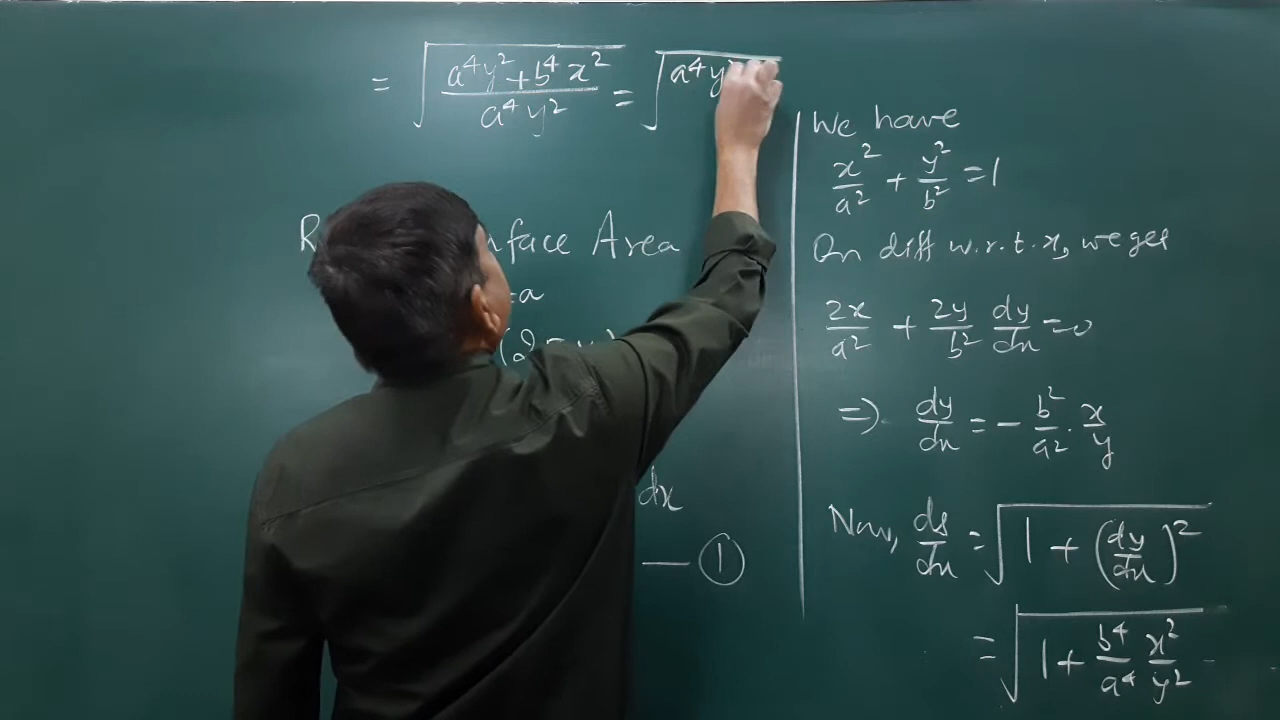 = √((a⁴y²+b⁴x²)/(a⁴y²)) = √(a⁴y
Surface Area
=a
dx
— ①
We have
x²/a² + y²/b² = 1
On diff w.r.t. x, we get
2x/a² + 2y/b² dy/dx = 0
=> dy/dx = - b²/a² · x/y
Now, ds/dx = √(1 + (dy/dx)²)
= √(1 + b⁴/a⁴ x²/y²)